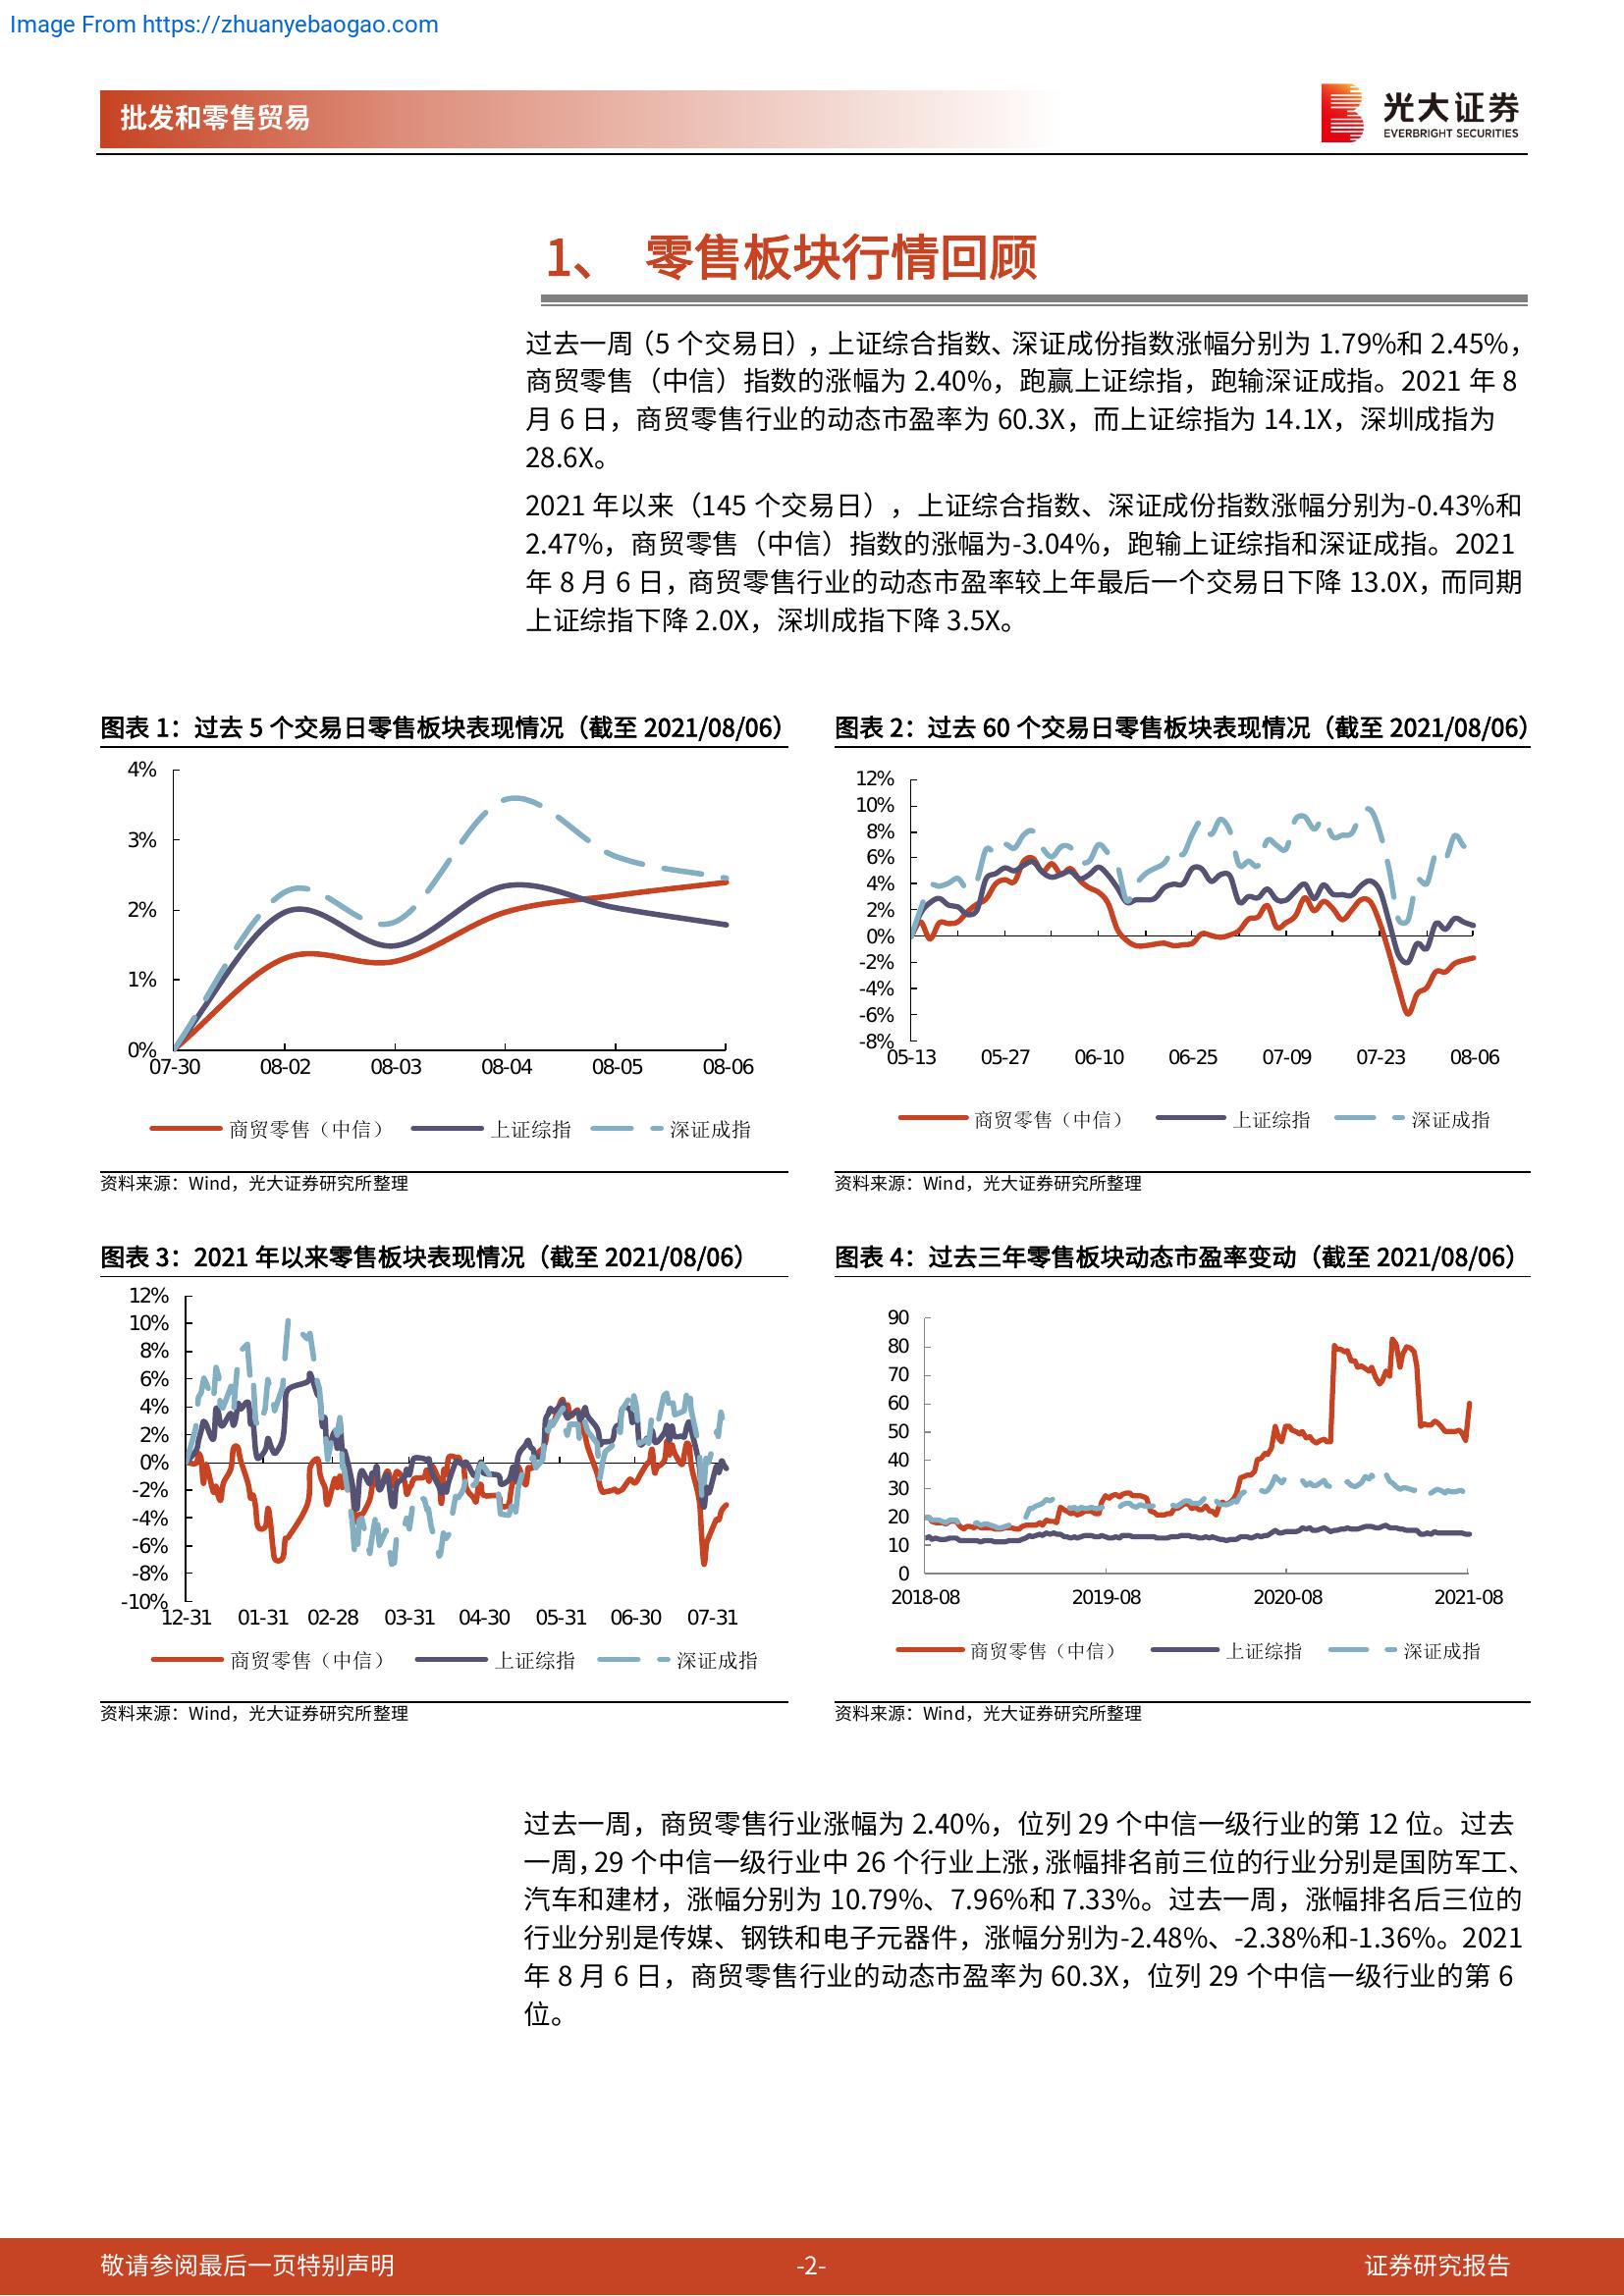 Image From https://zhuanyebaogao.com
批发和零售贸易
光大证券
EVERBRIGHT SECURITIES
1、 零售板块行情回顾
过去一周（5 个交易日），上证综合指数、深证成份指数涨幅分别为 1.79%和 2.45%，
商贸零售（中信）指数的涨幅为 2.40%，跑赢上证综指，跑输深证成指。2021 年 8
月 6 日，商贸零售行业的动态市盈率为 60.3X，而上证综指为 14.1X，深圳成指为
28.6X。
2021 年以来（145 个交易日），上证综合指数、深证成份指数涨幅分别为-0.43%和
2.47%，商贸零售（中信）指数的涨幅为-3.04%，跑输上证综指和深证成指。2021
年 8 月 6 日，商贸零售行业的动态市盈率较上年最后一个交易日下降 13.0X，而同期
上证综指下降 2.0X，深圳成指下降 3.5X。
图表 1：过去 5 个交易日零售板块表现情况（截至 2021/08/06）
4%
3%
2%
1%
0%
07-30 08-02 08-03 08-04 08-05 08-06
商贸零售（中信） 上证综指 深证成指
资料来源：Wind，光大证券研究所整理
图表 2：过去 60 个交易日零售板块表现情况（截至 2021/08/06）
12%
10%
8%
6%
4%
2%
0%
-2%
-4%
-6%
-8%
05-13 05-27 06-10 06-25 07-09 07-23 08-06
商贸零售（中信） 上证综指 深证成指
资料来源：Wind，光大证券研究所整理
图表 3：2021 年以来零售板块表现情况（截至 2021/08/06）
12%
10%
8%
6%
4%
2%
0%
-2%
-4%
-6%
-8%
-10%
12-31 01-31 02-28 03-31 04-30 05-31 06-30 07-31
商贸零售（中信） 上证综指 深证成指
资料来源：Wind，光大证券研究所整理
图表 4：过去三年零售板块动态市盈率变动（截至 2021/08/06）
90
80
70
60
50
40
30
20
10
0
2018-08 2019-08 2020-08 2021-08
商贸零售（中信） 上证综指 深证成指
资料来源：Wind，光大证券研究所整理
过去一周，商贸零售行业涨幅为 2.40%，位列 29 个中信一级行业的第 12 位。过去
一周，29 个中信一级行业中 26 个行业上涨，涨幅排名前三位的行业分别是国防军工、
汽车和建材，涨幅分别为 10.79%、7.96%和 7.33%。过去一周，涨幅排名后三位的
行业分别是传媒、钢铁和电子元器件，涨幅分别为-2.48%、-2.38%和-1.36%。2021
年 8 月 6 日，商贸零售行业的动态市盈率为 60.3X，位列 29 个中信一级行业的第 6
位。
敬请参阅最后一页特别声明 -2- 证券研究报告